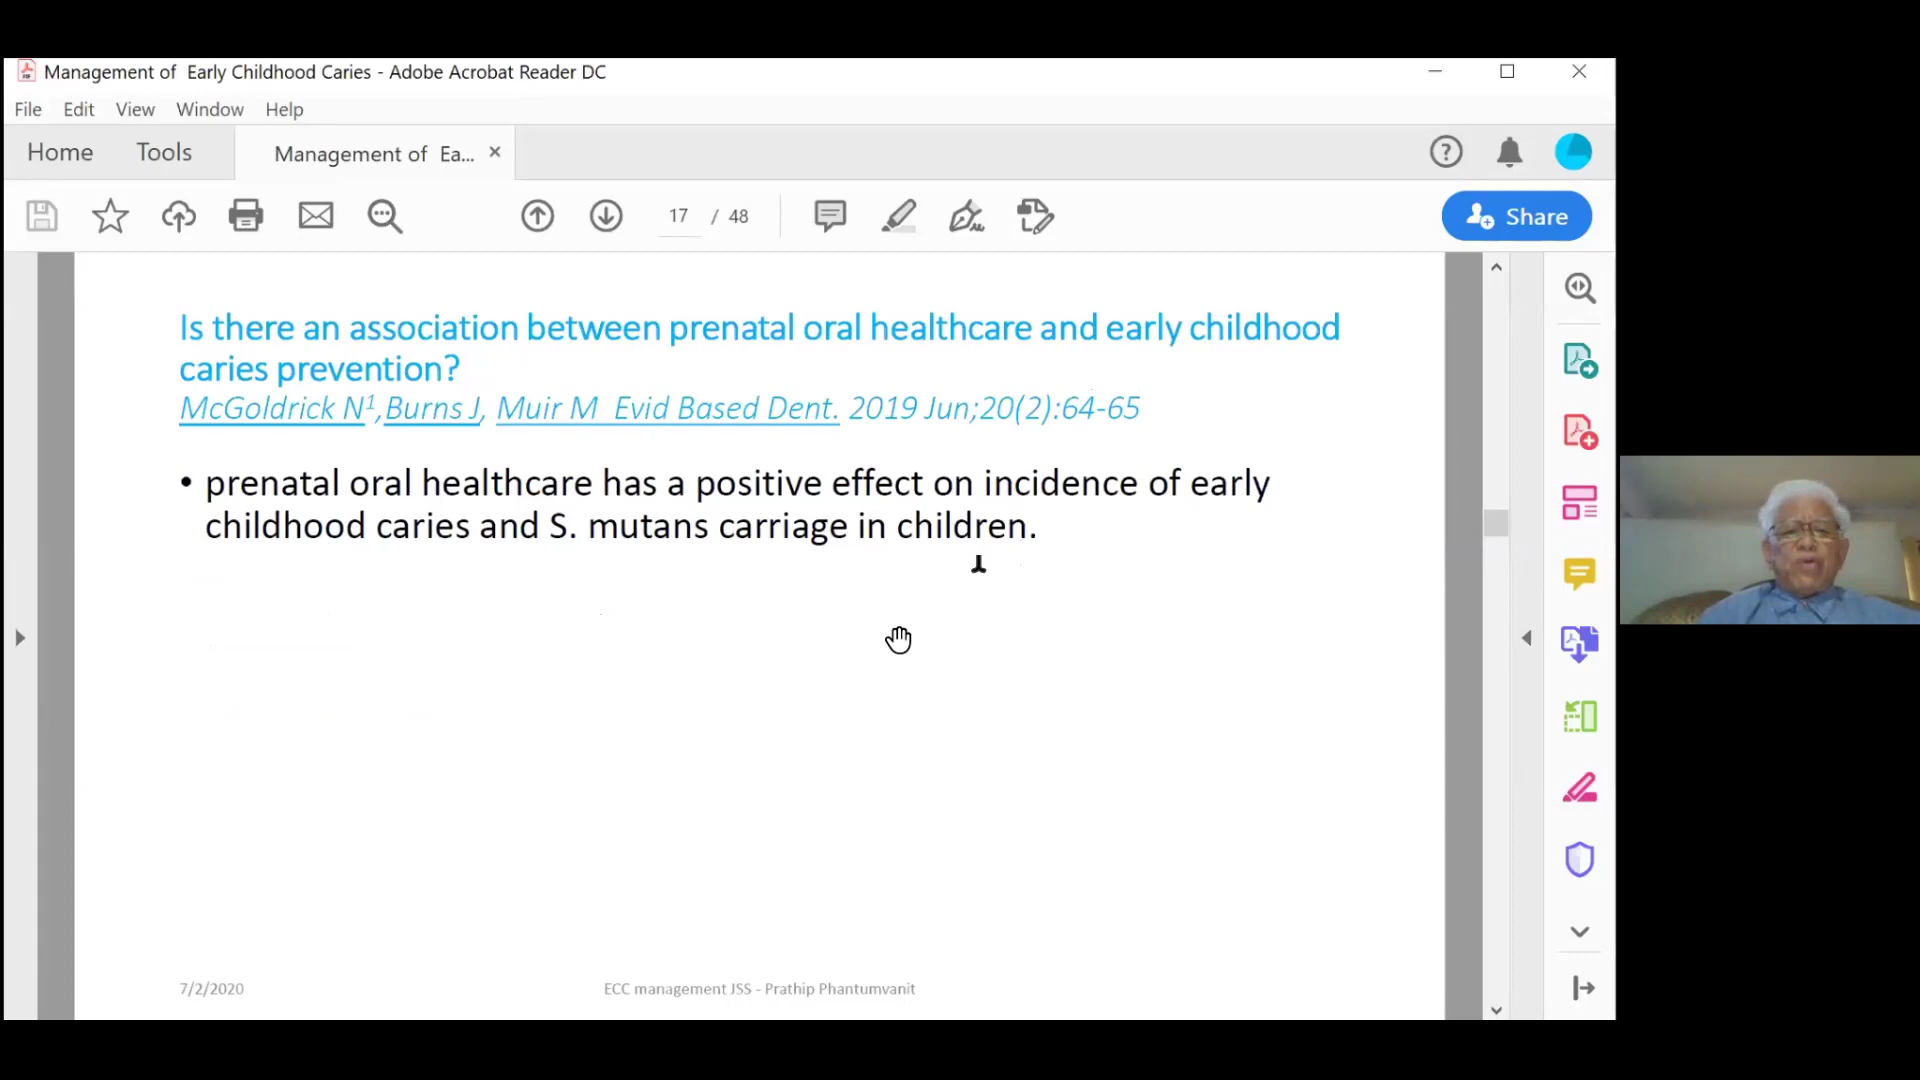 Management of  Early Childhood Caries - Adobe Acrobat Reader DC
File Edit View Window Help
Home Tools Management of Ea...
17 / 48
Share
Is there an association between prenatal oral healthcare and early childhood
caries prevention?
McGoldrick N1,Burns J, Muir M  Evid Based Dent. 2019 Jun;20(2):64-65
• prenatal oral healthcare has a positive effect on incidence of early
childhood caries and S. mutans carriage in children.
7/2/2020 ECC management JSS - Prathip Phantumvanit